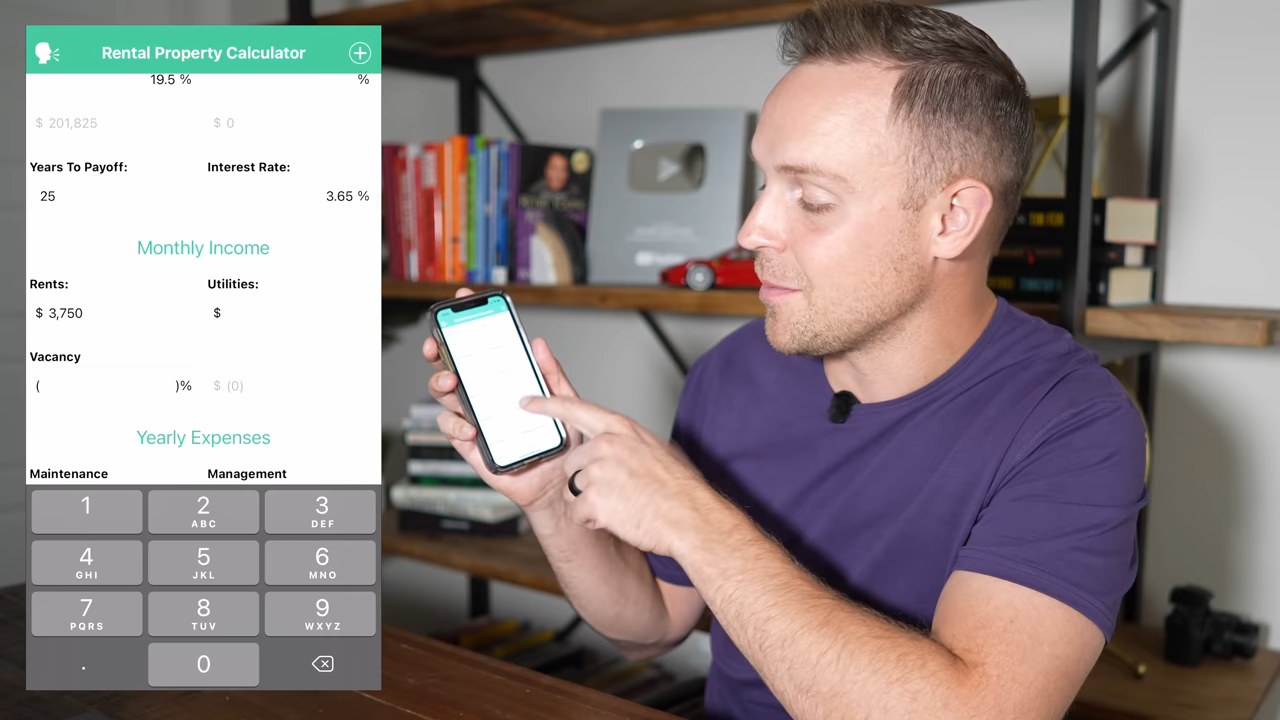 Rental Property Calculator
19.5 % %
$ 201,825 $ 0
Years To Payoff: Interest Rate:
25 3.65 %
Monthly Income
Rents: Utilities:
$ 3,750 $
Vacancy
( )% $ (0)
Yearly Expenses
Maintenance Management
1 2 3
ABC DEF
4 5 6
GHI JKL MNO
7 8 9
PQRS TUV WXYZ
. 0